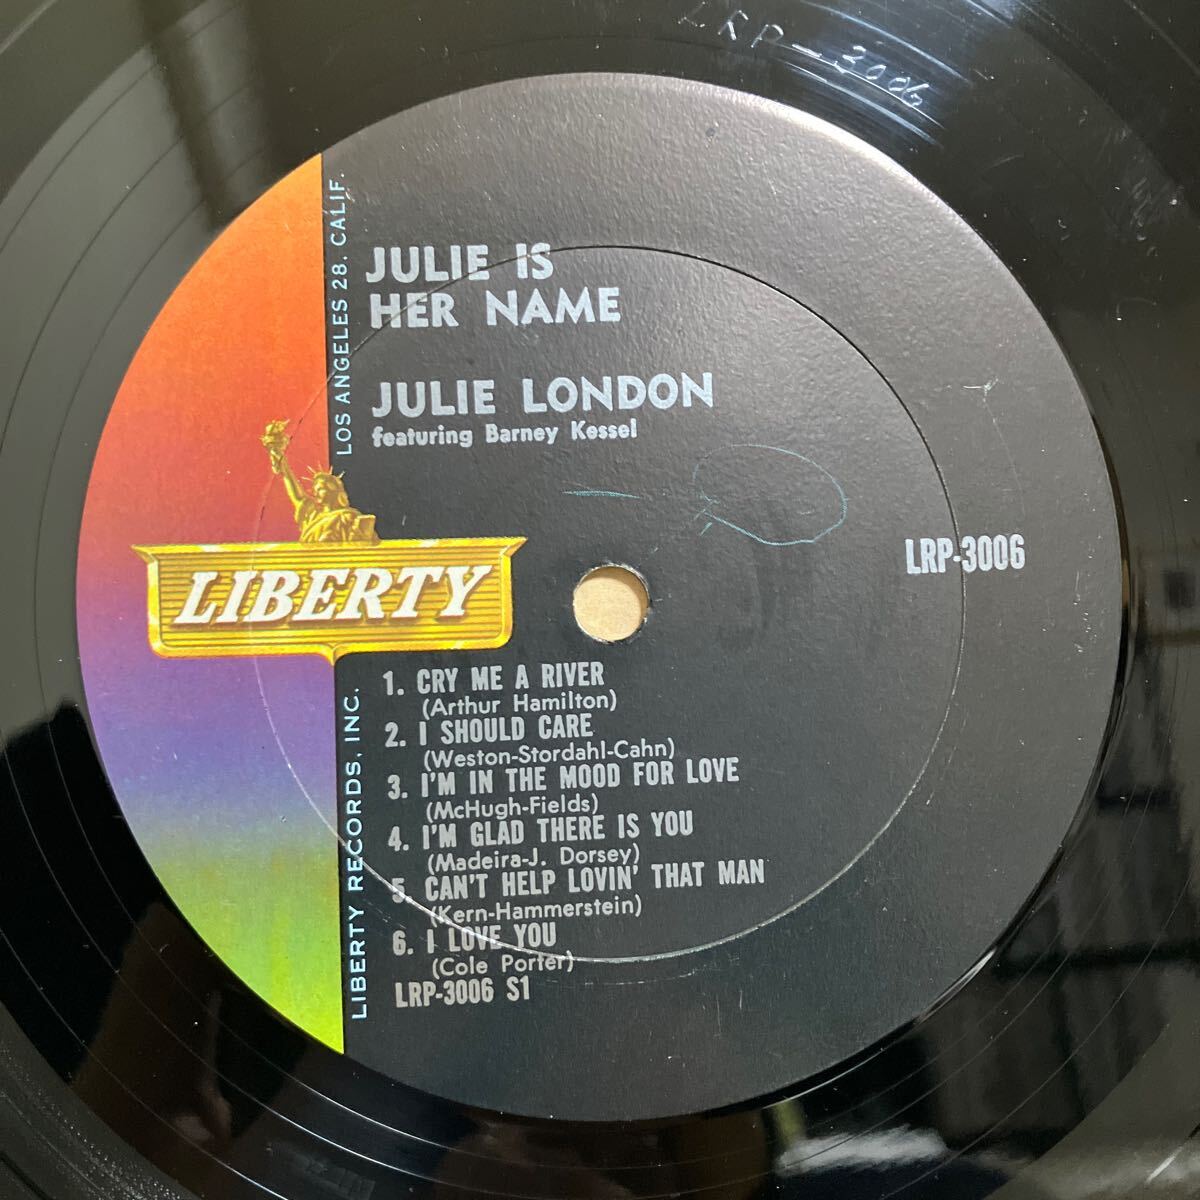 LRP-3006
JULIE IS
HER NAME
JULIE LONDON
featuring Barney Kessel
LOS ANGELES 28, CALIF.
LIBERTY
LRP-3006
LIBERTY RECORDS, INC.
1. CRY ME A RIVER
(Arthur Hamilton)
2. I SHOULD CARE
(Weston-Stordahl-Cahn)
3. I'M IN THE MOOD FOR LOVE
(McHugh-Fields)
4. I'M GLAD THERE IS YOU
(Madeira-J. Dorsey)
5. CAN'T HELP LOVIN' THAT MAN
(Kern-Hammerstein)
6. I LOVE YOU
(Cole Porter)
LRP-3006 S1